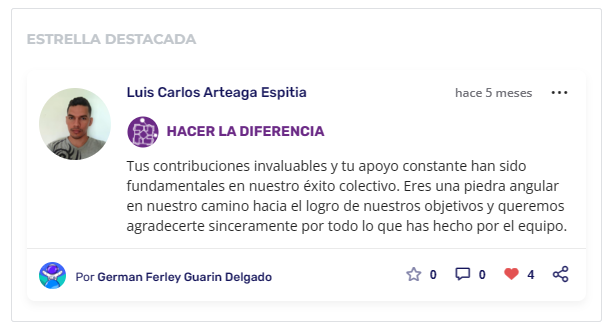 ESTRELLA DESTACADA
Luis Carlos Arteaga Espitia
hace 5 meses
HACER LA DIFERENCIA
Tus contribuciones invaluables y tu apoyo constante han sido
fundamentales en nuestro éxito colectivo. Eres una piedra angular
en nuestro camino hacia el logro de nuestros objetivos y queremos
agradecerte sinceramente por todo lo que has hecho por el equipo.
Por German Ferley Guarin Delgado
0 0 4